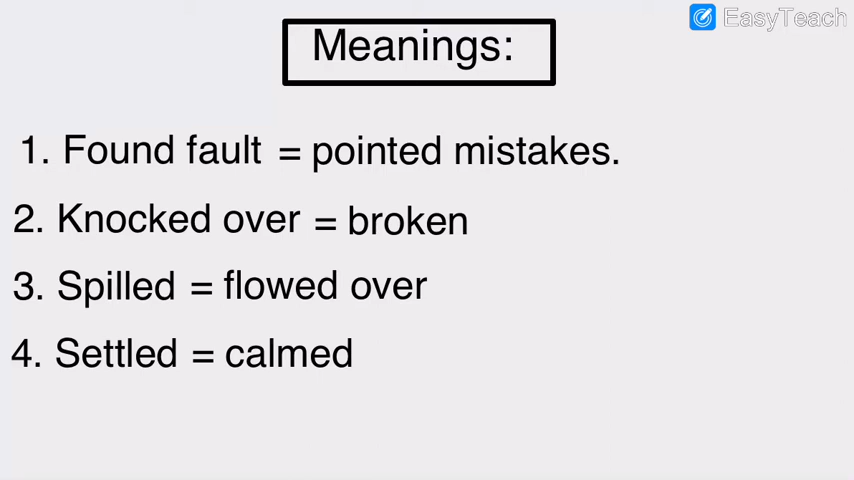 EasyTeach
Meanings:
1. Found fault = pointed mistakes.
2. Knocked over = broken
3. Spilled = flowed over
4. Settled = calmed